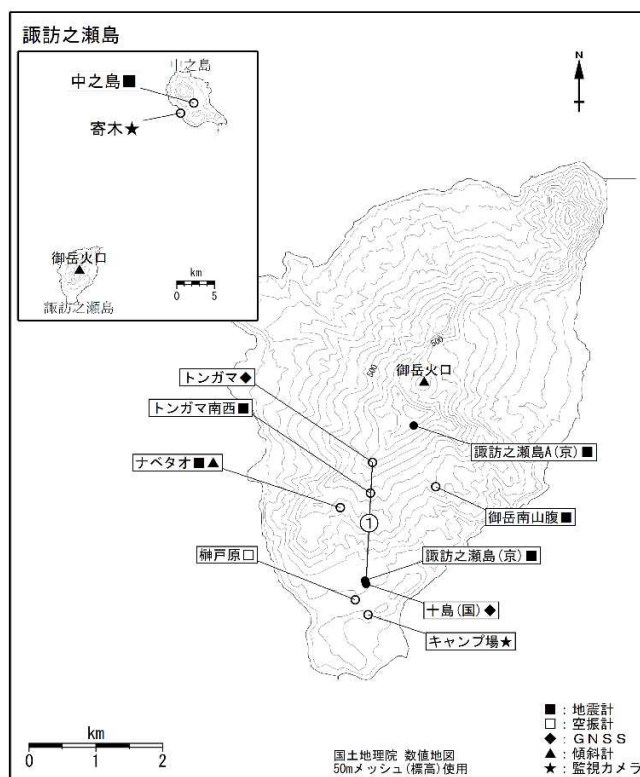 諏訪之瀬島
中之島
中之島■
寄木★
御岳火口
▲
諏訪之瀬島
km
0 5
500
500
御岳火口
▲
トンガマ◆
トンガマ南西■
諏訪之瀬島A(京)■
ナベタオ■▲
御岳南山腹■
①
諏訪之瀬島(京)■
榊戸原□
十島(国)◆
キャンプ場★
km
0 1 2
国土地理院 数値地図
50mメッシュ(標高)使用
■：地震計
□：空振計
◆：GNSS
▲：傾斜計
★：監視カメラ